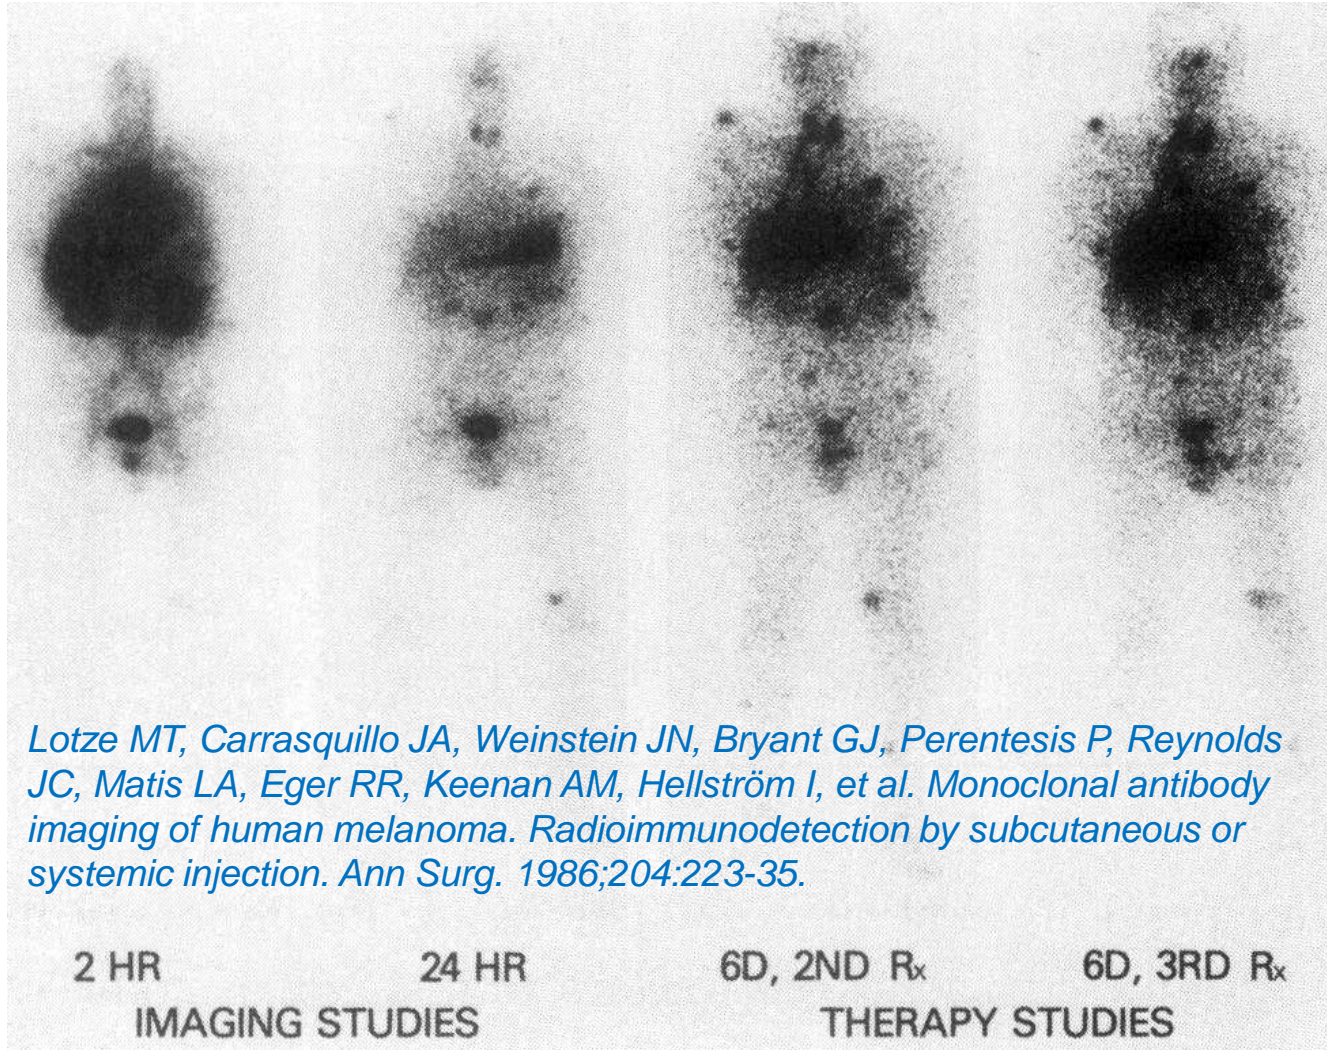 Lotze MT, Carrasquillo JA, Weinstein JN, Bryant GJ, Perentesis P, Reynolds
JC, Matis LA, Eger RR, Keenan AM, Hellström I, et al. Monoclonal antibody
imaging of human melanoma. Radioimmunodetection by subcutaneous or
systemic injection. Ann Surg. 1986;204:223-35.
2 HR 24 HR 6D, 2ND Rx 6D, 3RD Rx
IMAGING STUDIES THERAPY STUDIES